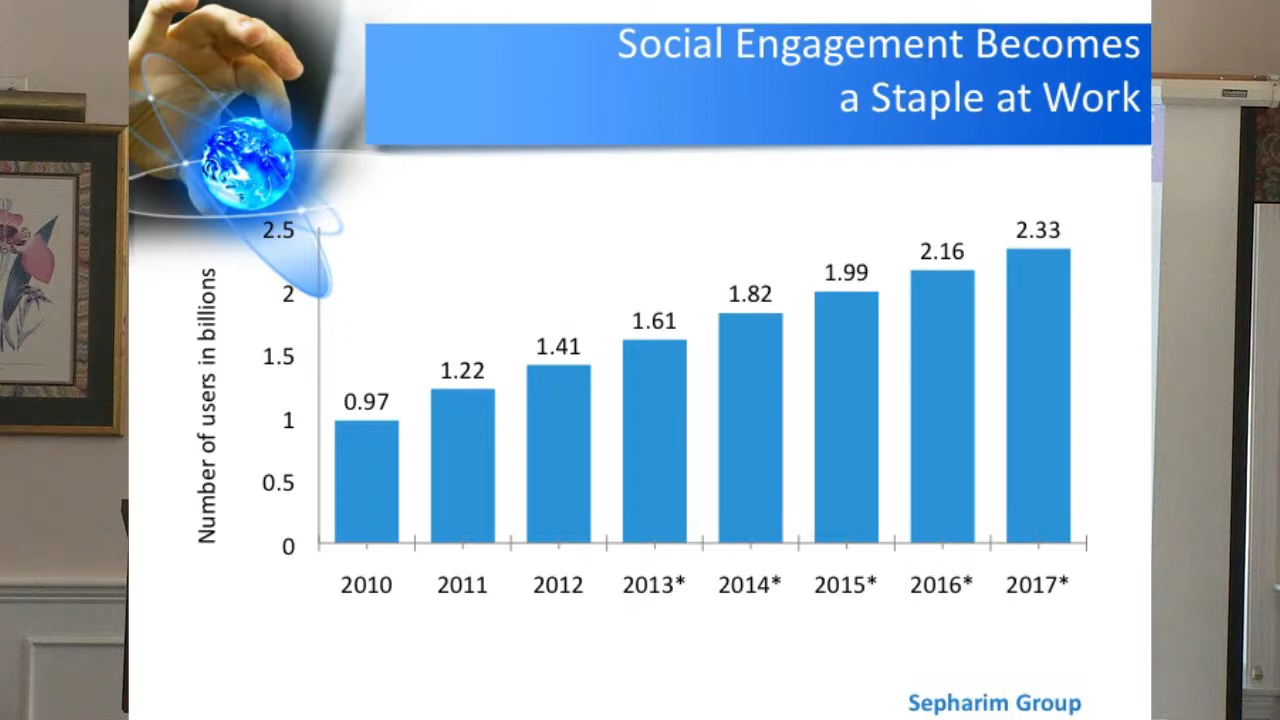 Social Engagement Becomes
a Staple at Work
Number of users in billions
2.5
2
1.5
1
0.5
0
0.97
1.22
1.41
1.61
1.82
1.99
2.16
2.33
2010 2011 2012 2013* 2014* 2015* 2016* 2017*
Sepharim Group